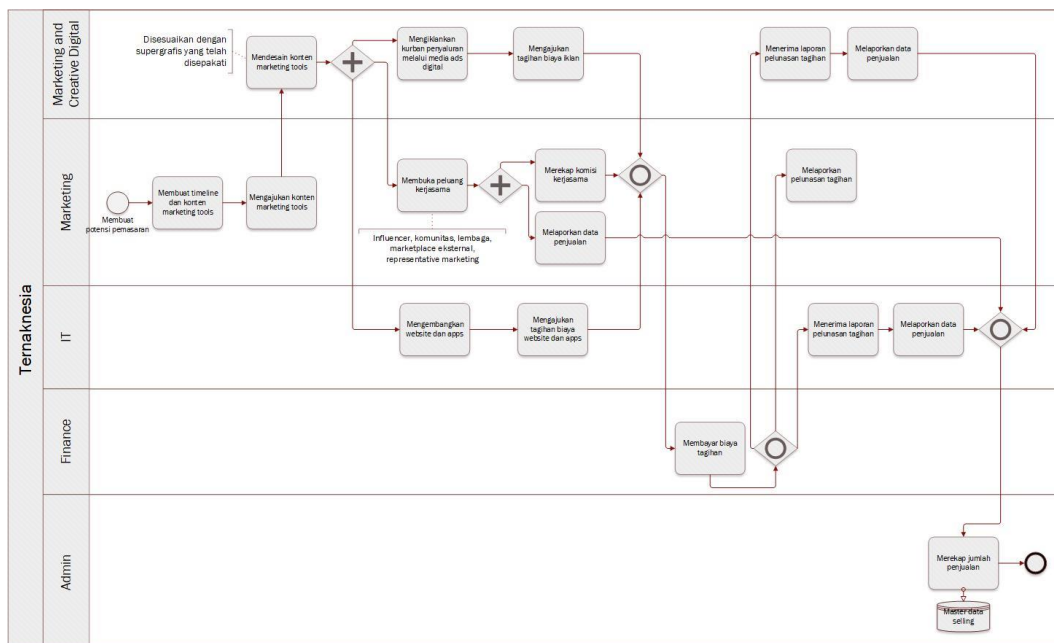 Ternaknesia
Marketing and
Creative Digital
Disesuaikan dengan
supergrafis yang telah
disepakati
Mendesain konten
marketing tools
Mengiklankan
kurban penyaluran
melalui media ads
digital
Mengajukan
tagihan biaya iklan
Menerima laporan
pelunasan tagihan
Melaporkan data
penjualan
Marketing
Membuat
potensi pemasaran
Membuat timeline
dan konten
marketing tools
Mengajukan konten
marketing tools
Membuka peluang
kerjasama
Influencer, komunitas, lembaga,
marketplace eksternal,
representative marketing
Merekap komisi
kerjasama
Melaporkan data
penjualan
Melaporkan
pelunasan tagihan
IT
Mengembangkan
website dan apps
Mengajukan
tagihan biaya
website dan apps
Menerima laporan
pelunasan tagihan
Melaporkan data
penjualan
Finance
Membayar biaya
tagihan
Admin
Merekap jumlah
penjualan
Master data
selling